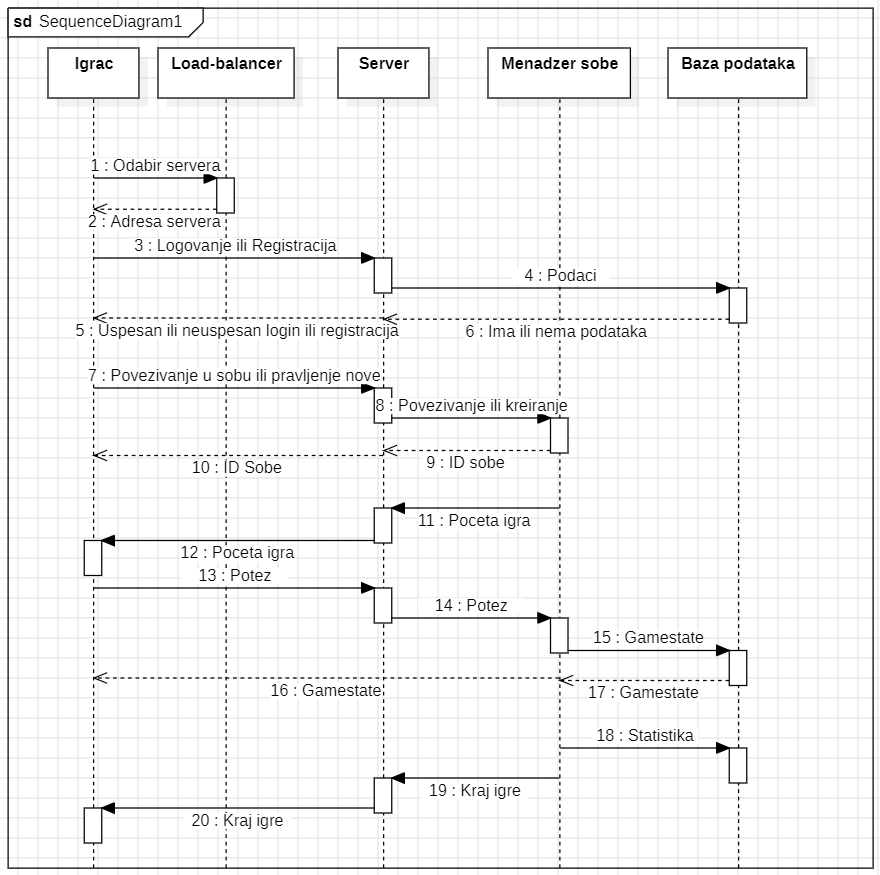 sd SequenceDiagram1
Igrac
Load-balancer
Server
Menadzer sobe
Baza podataka
1 : Odabir servera
2 : Adresa servera
3 : Logovanje ili Registracija
4 : Podaci
5 : Uspesan ili neuspesan login ili registracija
6 : Ima ili nema podataka
7 : Povezivanje u sobu ili pravljenje nove
8 : Povezivanje ili kreiranje
9 : ID sobe
10 : ID Sobe
11 : Poceta igra
12 : Poceta igra
13 : Potez
14 : Potez
15 : Gamestate
16 : Gamestate
17 : Gamestate
18 : Statistika
19 : Kraj igre
20 : Kraj igre